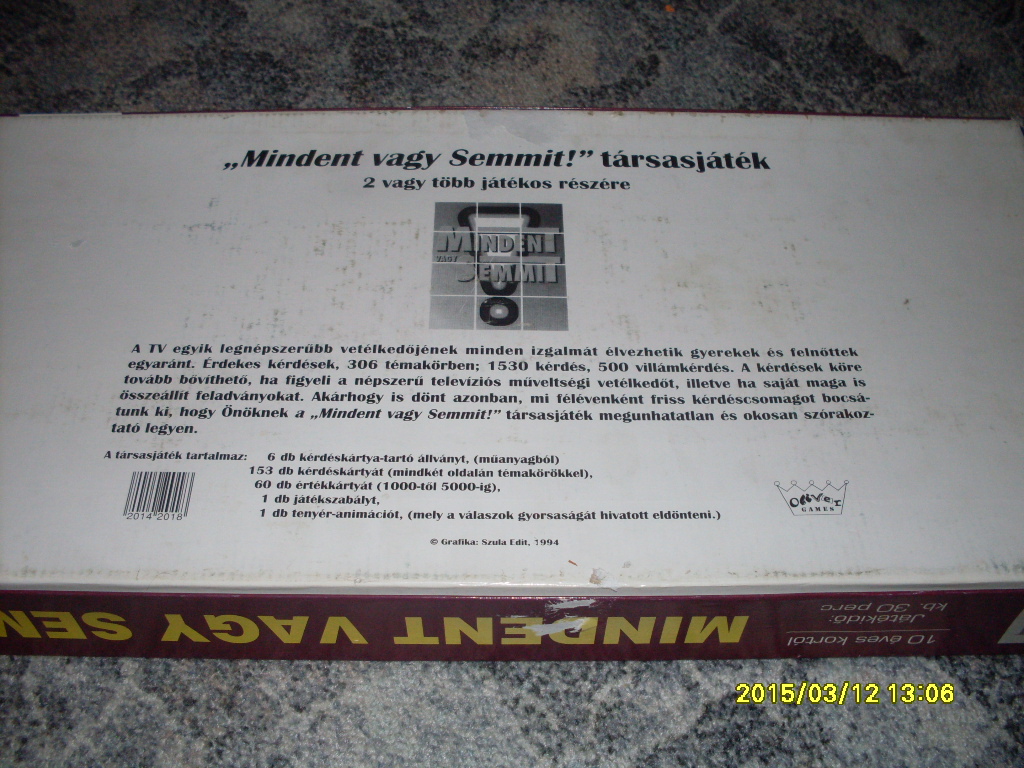 „Mindent vagy Semmit!” társasjáték
2 vagy több játékos részére
MINDENT
VAGY
SEMMIT
A TV egyik legnépszerűbb vetélkedőjének minden izgalmát élvezhetik gyerekek és felnőttek
egyaránt. Érdekes kérdések, 306 témakörben; 1530 kérdés, 500 villámkérdés. A kérdések köre
tovább bővíthető, ha figyeli a népszerű televíziós műveltségi vetélkedőt, illetve ha saját maga is
összeállít feladványokat. Akárhogy is dönt azonban, mi félévenként friss kérdéscsomagot bocsá-
tunk ki, hogy Önöknek a „Mindent vagy Semmit!” társasjáték megunhatatlan és okosan szórakoz-
tató legyen.
A társasjáték tartalmaz: 6 db kérdéskártya-tartó állványt, (műanyagból)
153 db kérdéskártyát (mindkét oldalán témakörökkel),
60 db értékkártyát (1000-től 5000-ig),
1 db játékszabályt,
1 db tenyér-animációt, (mely a válaszok gyorsaságát hivatott eldönteni.)
2014 2018
Oliver
GAMES
© Grafika: Szula Edit, 1994
MINDENT VAGY SEM
10 éves kortól
Játékidő:
kb. 30 perc
2015/03/12 13:06